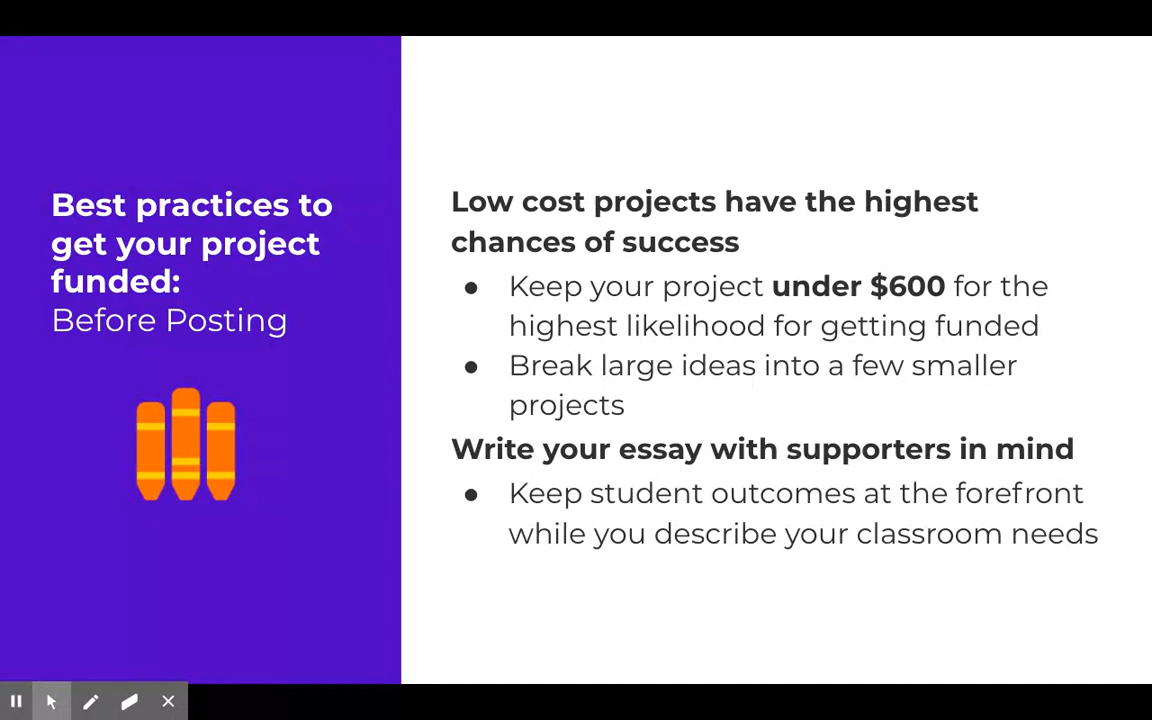 Best practices to
get your project
funded:
Before Posting
Low cost projects have the highest
chances of success
● Keep your project under $600 for the
highest likelihood for getting funded
● Break large ideas into a few smaller
projects
Write your essay with supporters in mind
● Keep student outcomes at the forefront
while you describe your classroom needs